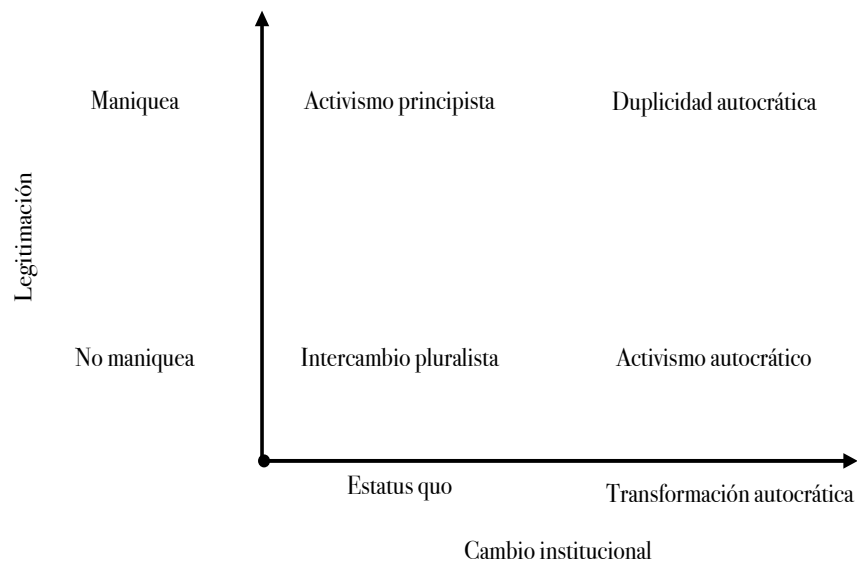 Maniquea
Activismo principista
Duplicidad autocrática
Legitimación
No maniquea
Intercambio pluralista
Activismo autocrático
Estatus quo
Transformación autocrática
Cambio institucional